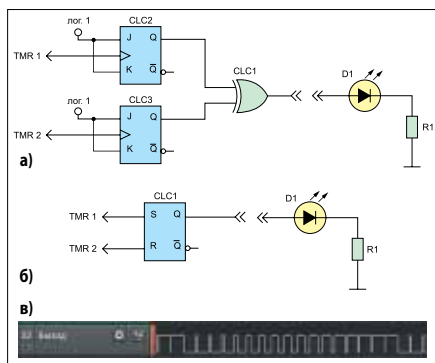 лог. 1
CLC2
J Q
TMR 1
K Q
CLC1
D1
лог. 1
CLC3
R1
J Q
TMR 2
K Q
а)
CLC1
D1
TMR 1
S Q
TMR 2
R Q
R1
б)
в)
Выход